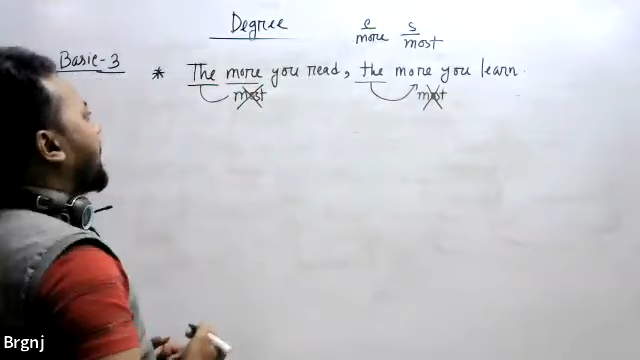 Degree
c s
more most
Basic-3 * The more you read, the more you learn.
most most
Brgnj